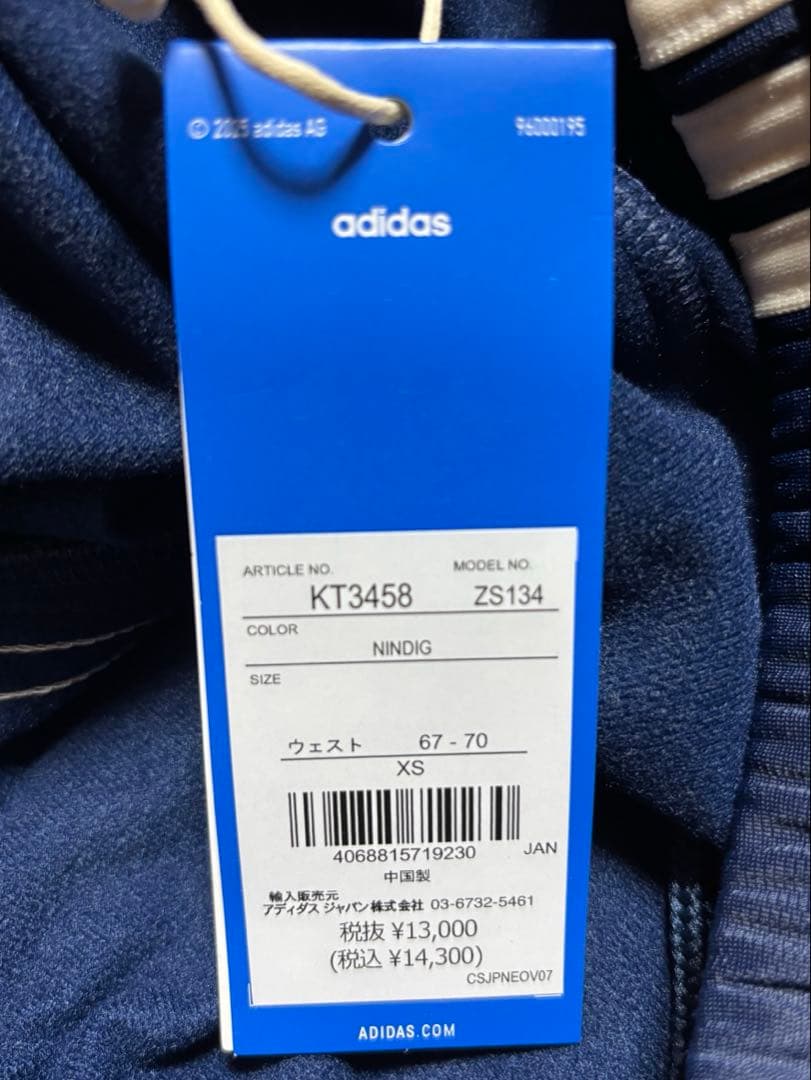 © 2025 adidas AG 96000195
adidas
ARTICLE NO. MODEL NO.
KT3458 ZS134
COLOR
NINDIG
SIZE
ウェスト 67 - 70
XS
4068815719230 JAN
中国製
輸入販売元
アディダス ジャパン株式会社 03-6732-5461
税抜 ¥13,000
(税込 ¥14,300)
CSJPNEOV07
ADIDAS.COM